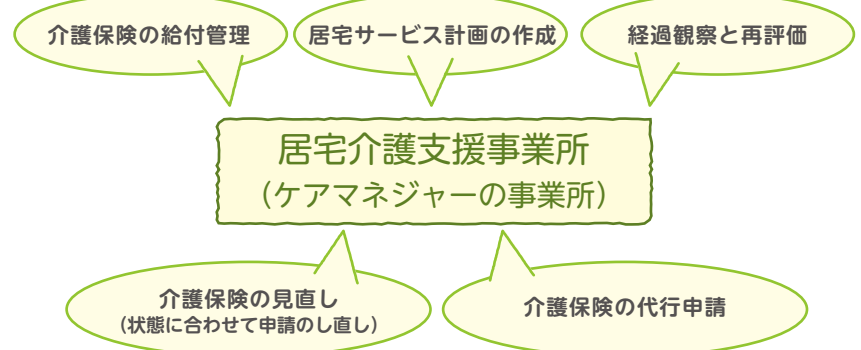 介護保険の給付管理
居宅サービス計画の作成
経過観察と再評価
居宅介護支援事業所
（ケアマネジャーの事業所）
介護保険の見直し
（状態に合わせて申請のし直し）
介護保険の代行申請